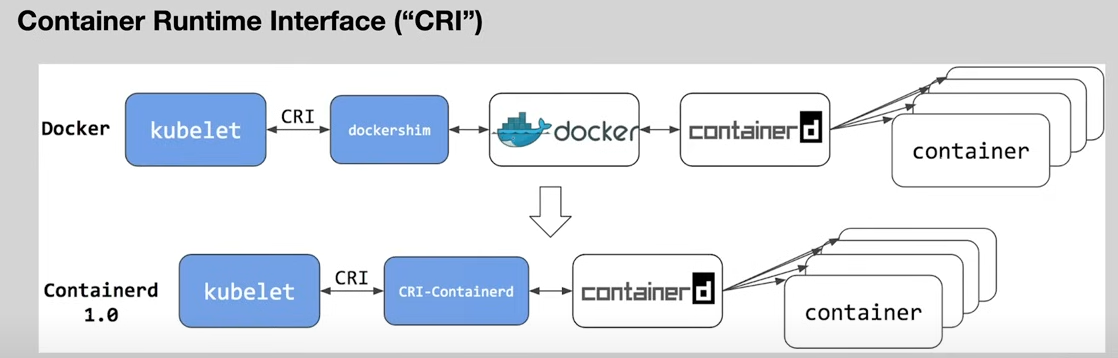 Container Runtime Interface (“CRI”)
Docker
kubelet
CRI
dockershim
docker
containerd
container
Containerd
1.0
kubelet
CRI
CRI-Containerd
containerd
container